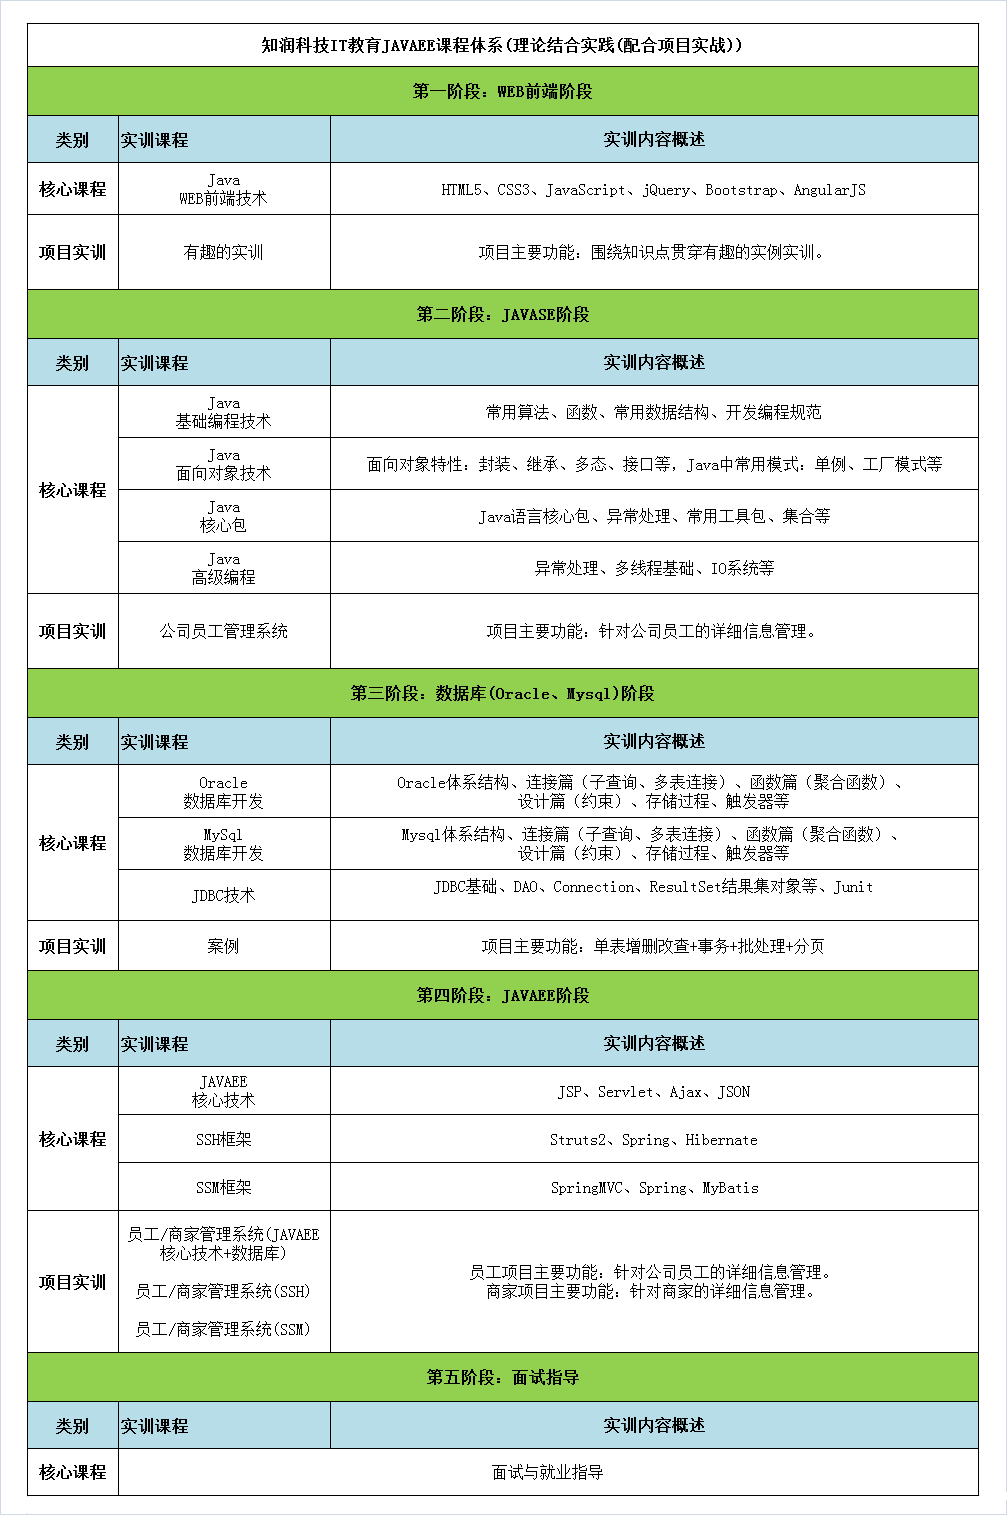 知润科技IT教育JAVAEE课程体系(理论结合实践(配合项目实战))
第一阶段：WEB前端阶段
类别 实训课程 实训内容概述
核心课程
Java
WEB前端技术
HTML5、CSS3、JavaScript、jQuery、Bootstrap、AngularJS
项目实训
有趣的实训
项目主要功能：围绕知识点贯穿有趣的实例实训。
第二阶段：JAVASE阶段
类别 实训课程 实训内容概述
核心课程
Java
基础编程技术
常用算法、函数、常用数据结构、开发编程规范
Java
面向对象技术
面向对象特性：封装、继承、多态、接口等，Java中常用模式：单例、工厂模式等
Java
核心包
Java语言核心包、异常处理、常用工具包、集合等
Java
高级编程
异常处理、多线程基础、IO系统等
项目实训
公司员工管理系统
项目主要功能：针对公司员工的详细信息管理。
第三阶段：数据库(Oracle、Mysql)阶段
类别 实训课程 实训内容概述
核心课程
Oracle
数据库开发
Oracle体系结构、连接篇（子查询、多表连接）、函数篇（聚合函数）、
设计篇（约束）、存储过程、触发器等
MySql
数据库开发
Mysql体系结构、连接篇（子查询、多表连接）、函数篇（聚合函数）、
设计篇（约束）、存储过程、触发器等
JDBC技术
JDBC基础、DAO、Connection、ResultSet结果集对象等、Junit
项目实训
案例
项目主要功能：单表增删改查+事务+批处理+分页
第四阶段：JAVAEE阶段
类别 实训课程 实训内容概述
核心课程
JAVAEE
核心技术
JSP、Servlet、Ajax、JSON
SSH框架
Struts2、Spring、Hibernate
SSM框架
SpringMVC、Spring、MyBatis
项目实训
员工/商家管理系统(JAVAEE
核心技术+数据库)
员工/商家管理系统(SSH)
员工/商家管理系统(SSM)
员工项目主要功能：针对公司员工的详细信息管理。
商家项目主要功能：针对商家的详细信息管理。
第五阶段：面试指导
类别 实训课程 实训内容概述
核心课程
面试与就业指导